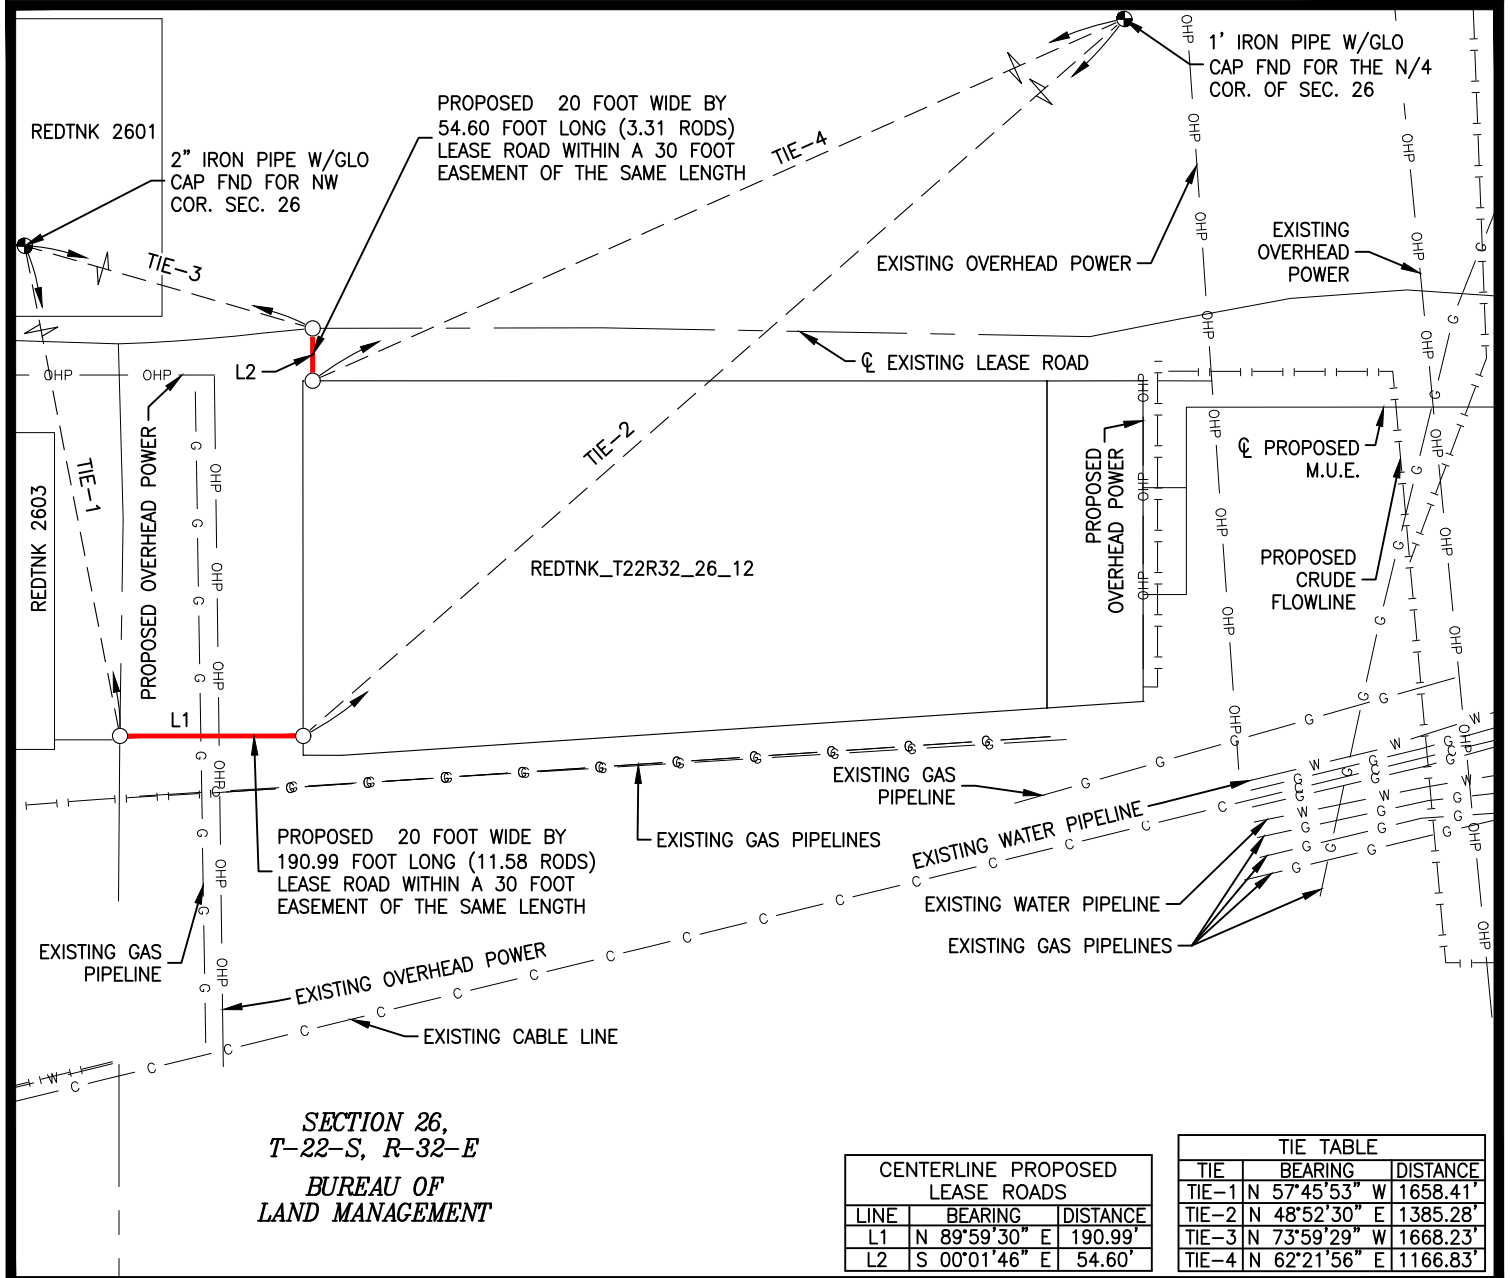 1' IRON PIPE W/GLO
CAP FND FOR THE N/4
COR. OF SEC. 26
REDTNK 2601
PROPOSED 20 FOOT WIDE BY
54.60 FOOT LONG (3.31 RODS)
LEASE ROAD WITHIN A 30 FOOT
EASEMENT OF THE SAME LENGTH
2" IRON PIPE W/GLO
CAP FND FOR NW
COR. SEC. 26
TIE-4
TIE-3
EXISTING OVERHEAD POWER
EXISTING
OVERHEAD
POWER
L2
℄ EXISTING LEASE ROAD
OHP
OHP
TIE-1
TIE-2
PROPOSED OVERHEAD POWER
REDTNK 2603
REDTNK_T22R32_26_12
PROPOSED
OVERHEAD POWER
℄ PROPOSED
M.U.E.
PROPOSED
CRUDE
FLOWLINE
L1
EXISTING GAS
PIPELINE
EXISTING GAS PIPELINES
EXISTING WATER PIPELINE
PROPOSED 20 FOOT WIDE BY
190.99 FOOT LONG (11.58 RODS)
LEASE ROAD WITHIN A 30 FOOT
EASEMENT OF THE SAME LENGTH
EXISTING WATER PIPELINE
EXISTING GAS PIPELINES
EXISTING GAS
PIPELINE
EXISTING OVERHEAD POWER
EXISTING CABLE LINE
SECTION 26,
T-22-S, R-32-E
BUREAU OF
LAND MANAGEMENT
CENTERLINE PROPOSED
LEASE ROADS
LINE BEARING DISTANCE
L1 N 89°59'30" E 190.99'
L2 S 00°01'46" E 54.60'
TIE TABLE
TIE BEARING DISTANCE
TIE-1 N 57°45'53" W 1658.41'
TIE-2 N 48°52'30" E 1385.28'
TIE-3 N 73°59'29" W 1668.23'
TIE-4 N 62°21'56" E 1166.83'